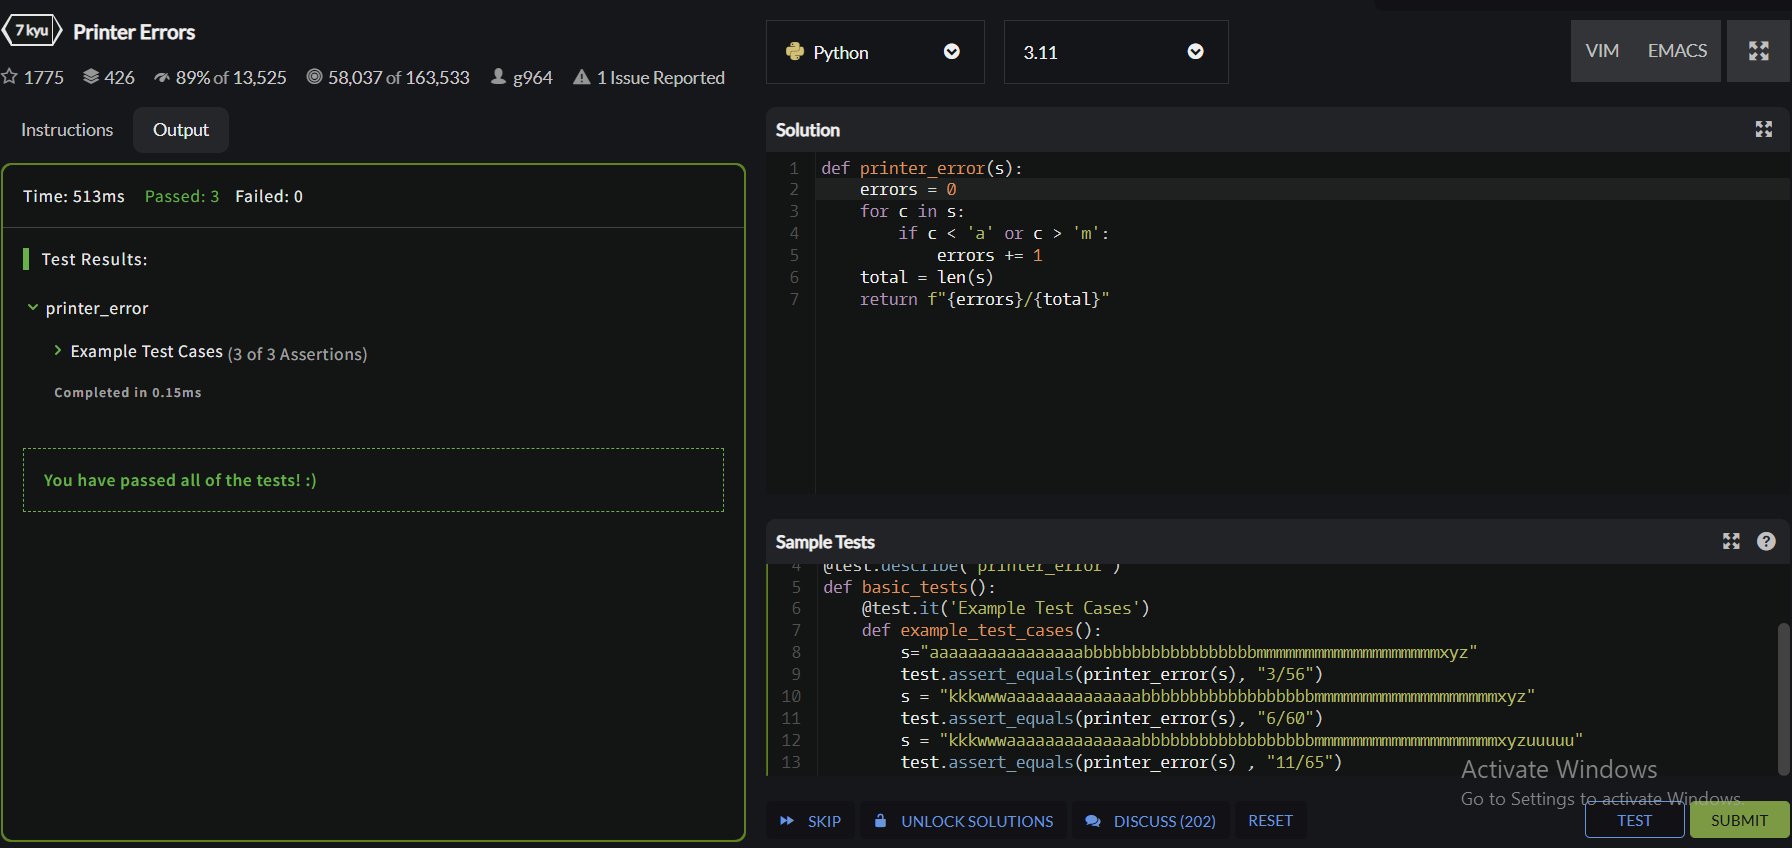 7 kyu Printer Errors
1775 426 89% of 13,525 58,037 of 163,533 g964 1 Issue Reported
Instructions Output
Time: 513ms Passed: 3 Failed: 0
Test Results:
printer_error
Example Test Cases (3 of 3 Assertions)
Completed in 0.15ms
You have passed all of the tests! :)
Python 3.11 VIM EMACS
Solution
1 def printer_error(s):
2     errors = 0
3     for c in s:
4         if c < 'a' or c > 'm':
5             errors += 1
6     total = len(s)
7     return f"{errors}/{total}"
Sample Tests
4 @test.describe('printer_error')
5 def basic_tests():
6     @test.it('Example Test Cases')
7     def example_test_cases():
8         s="aaaaaaaaaaaaaaaabbbbbbbbbbbbbbbbbbmmmmmmmmmmmmmmmmmmmxyz"
9         test.assert_equals(printer_error(s), "3/56")
10         s = "kkkwwwaaaaaaaaaaaaaabbbbbbbbbbbbbbbbbbmmmmmmmmmmmmmmmmmmmxyz"
11         test.assert_equals(printer_error(s), "6/60")
12         s = "kkkwwwaaaaaaaaaaaaaabbbbbbbbbbbbbbbbbbmmmmmmmmmmmmmmmmmmmxyzuuuuu"
13         test.assert_equals(printer_error(s) , "11/65")
Activate Windows
Go to Settings to activate Windows.
SKIP UNLOCK SOLUTIONS DISCUSS (202) RESET TEST SUBMIT